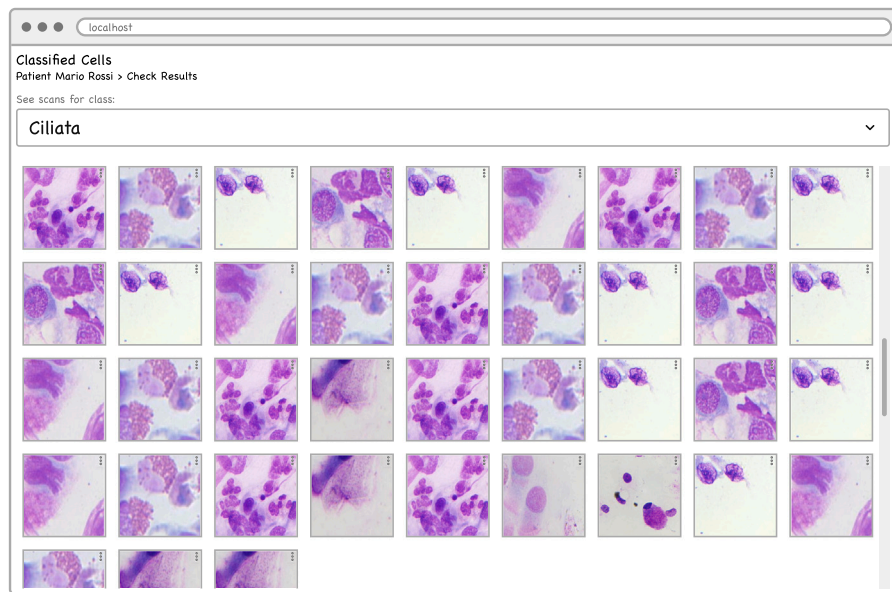 localhost
Classified Cells
Patient Mario Rossi > Check Results
See scans for class:
Ciliata